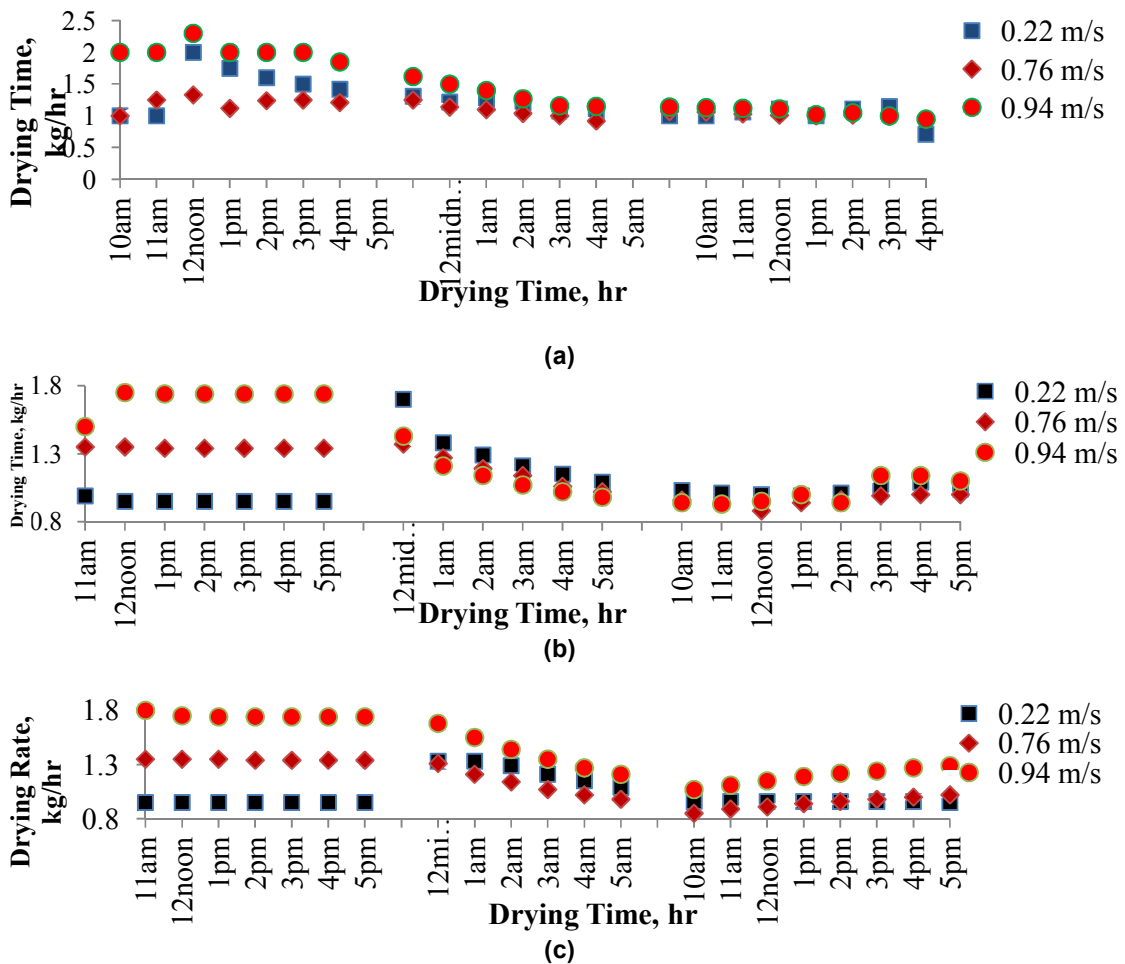 2.5
2
1.5
1
0.5
0
Drying Time,
kg/hr
10am
11am
12noon
1pm
2pm
3pm
4pm
5pm
12midn…
1am
2am
3am
4am
5am
10am
11am
12noon
1pm
2pm
3pm
4pm
Drying Time, hr
0.22 m/s
0.76 m/s
0.94 m/s
(a)
1.8
1.3
0.8
Drying Time, kg/hr
11am
12noon
1pm
2pm
3pm
4pm
5pm
12mid…
1am
2am
3am
4am
5am
10am
11am
12noon
1pm
2pm
3pm
4pm
5pm
Drying Time, hr
0.22 m/s
0.76 m/s
0.94 m/s
(b)
1.8
1.3
0.8
Drying Rate,
kg/hr
11am
12noon
1pm
2pm
3pm
4pm
5pm
12mi…
1am
2am
3am
4am
5am
10am
11am
12noon
1pm
2pm
3pm
4pm
5pm
Drying Time, hr
0.22 m/s
0.76 m/s
0.94 m/s
(c)